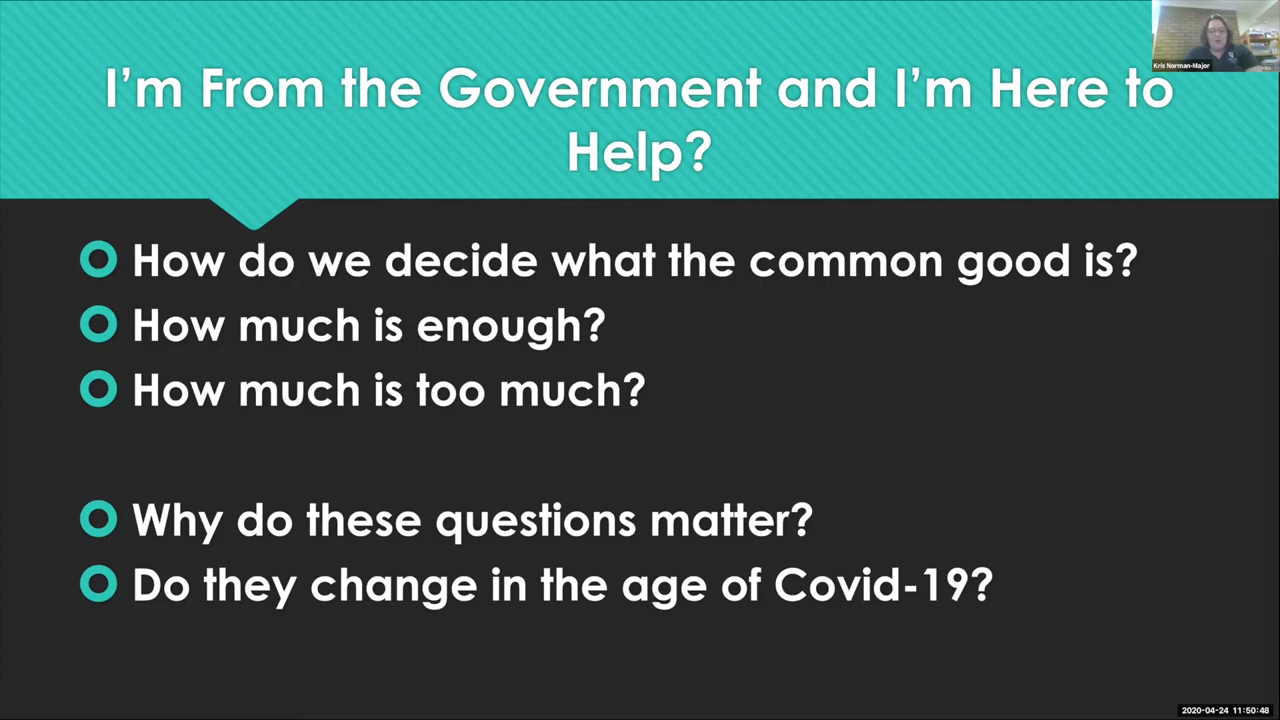 Kris Norman-Major
I'm From the Government and I'm Here to
Help?
How do we decide what the common good is?
How much is enough?
How much is too much?
Why do these questions matter?
Do they change in the age of Covid-19?
2020-04-24 11:50:48